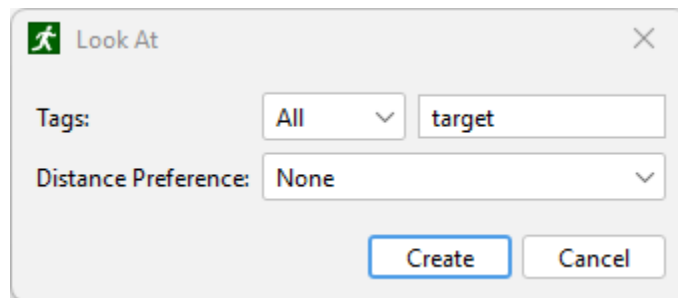 Look At
Tags: All target
Distance Preference: None
Create Cancel